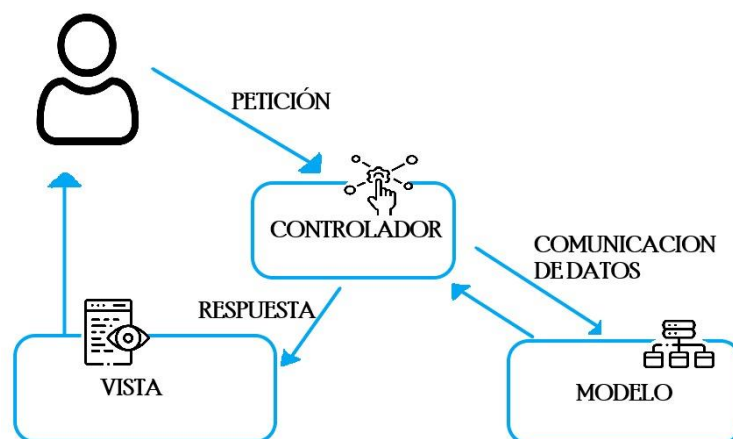 PETICIÓN
CONTROLADOR
COMUNICACION
DE DATOS
RESPUESTA
VISTA
MODELO